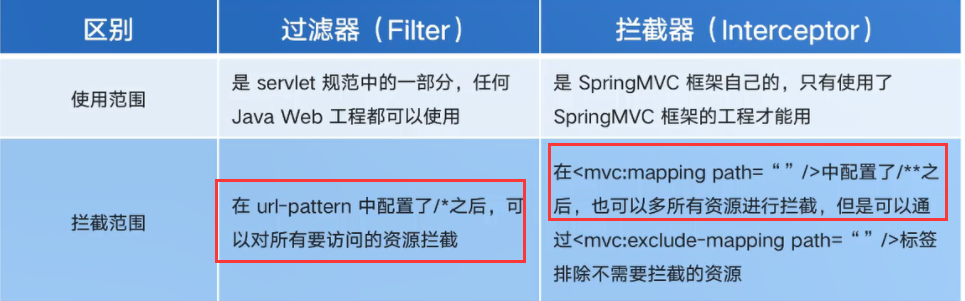 区别
过滤器（Filter）
拦截器（Interceptor）
使用范围
是 servlet 规范中的一部分，任何
Java Web 工程都可以使用
是 SpringMVC 框架自己的，只有使用了
SpringMVC 框架的工程才能用
拦截范围
在 url-pattern 中配置了/*之后，可
以对所有要访问的资源拦截
在<mvc:mapping path=“”/>中配置了/**之
后，也可以多所有资源进行拦截，但是可以通
过<mvc:exclude-mapping path=“”/>标签
排除不需要拦截的资源